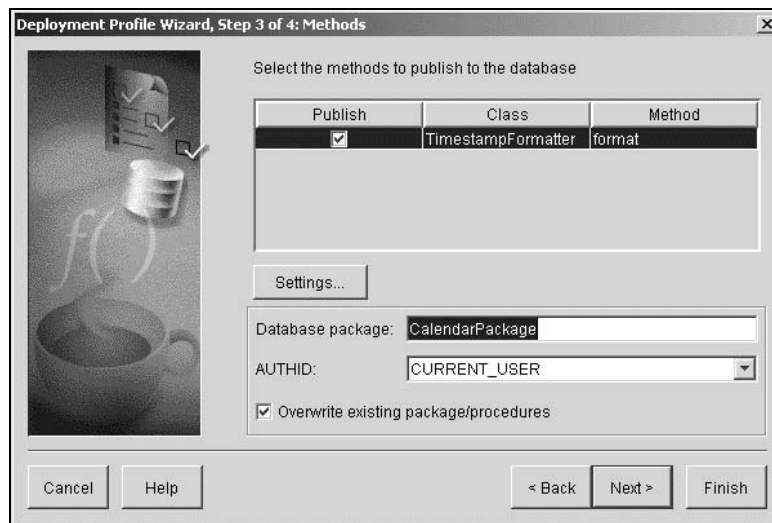 Deployment Profile Wizard, Step 3 of 4: Methods
Select the methods to publish to the database
Publish Class Method
TimestampFormatter format
f()
Settings...
Database package: CalendarPackage
AUTHID: CURRENT_USER
Overwrite existing package/procedures
Cancel Help < Back Next > Finish